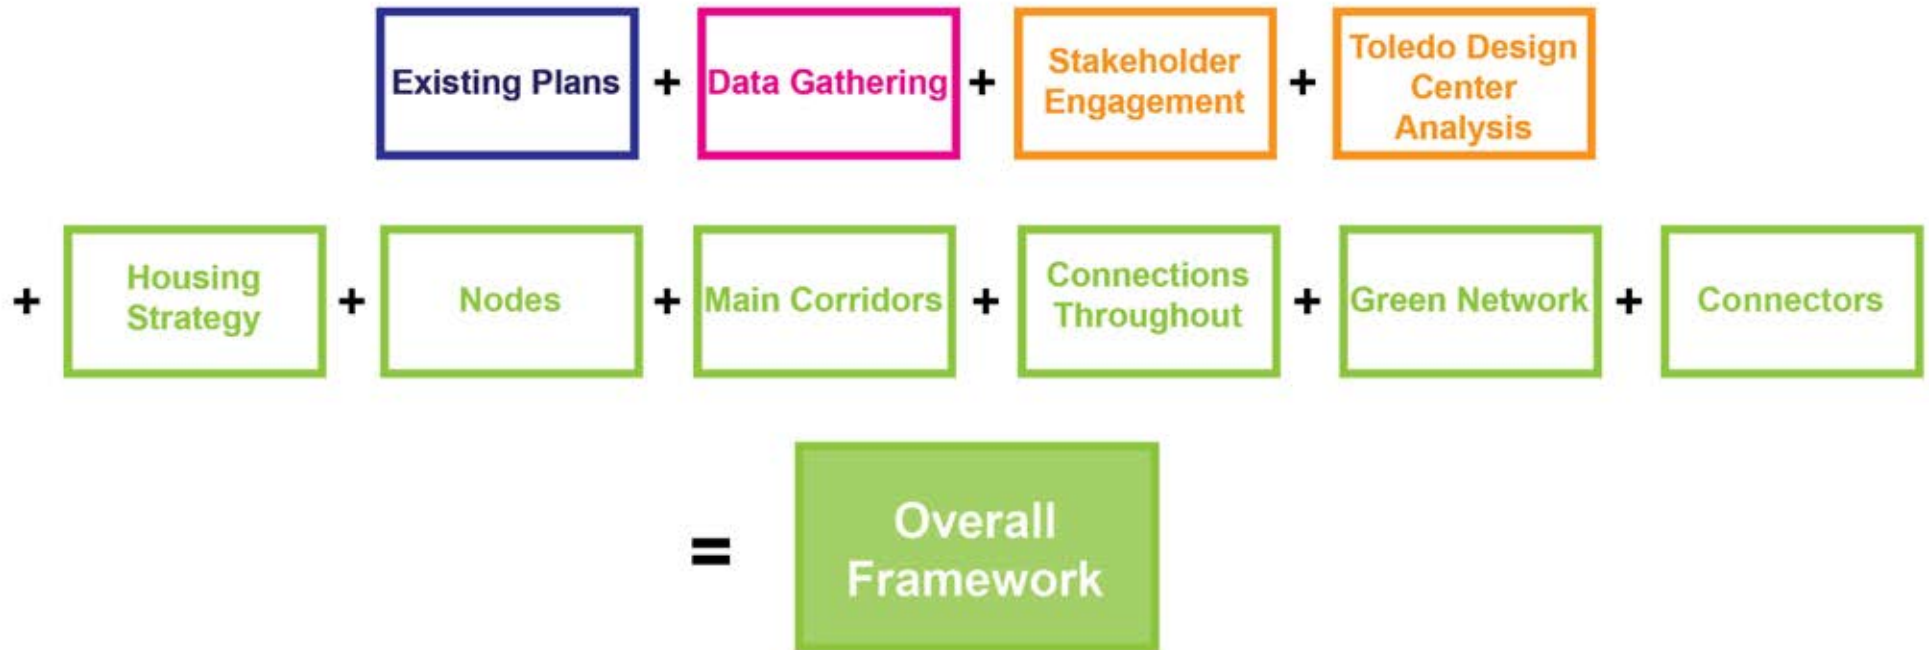 Existing Plans + Data Gathering + Stakeholder Engagement + Toledo Design Center Analysis
+ Housing Strategy + Nodes + Main Corridors + Connections Throughout + Green Network + Connectors
= Overall Framework